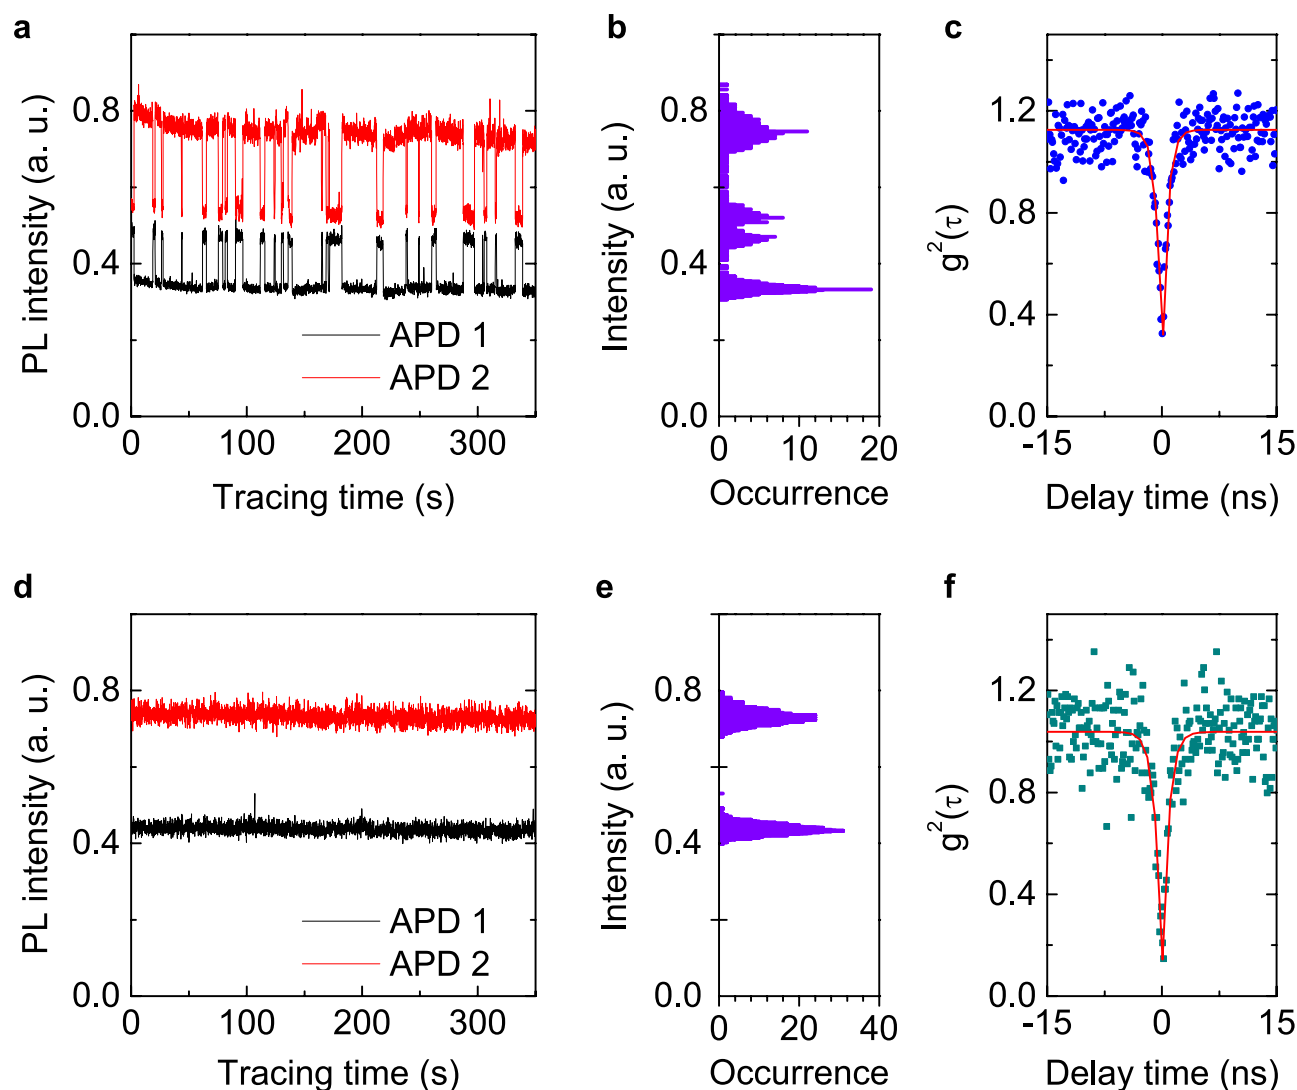 a
PL intensity (a. u.)
0.8
0.4
0.0
0 100 200 300
Tracing time (s)
APD 1
APD 2
b
Intensity (a. u.)
0.8
0.4
0.0
0 10 20
Occurrence
c
g²(τ)
1.2
0.8
0.4
0.0
-15 0 15
Delay time (ns)
d
PL intensity (a. u.)
0.8
0.4
0.0
0 100 200 300
Tracing time (s)
APD 1
APD 2
e
Intensity (a. u.)
0.8
0.4
0.0
0 20 40
Occurrence
f
g²(τ)
1.2
0.8
0.4
0.0
-15 0 15
Delay time (ns)